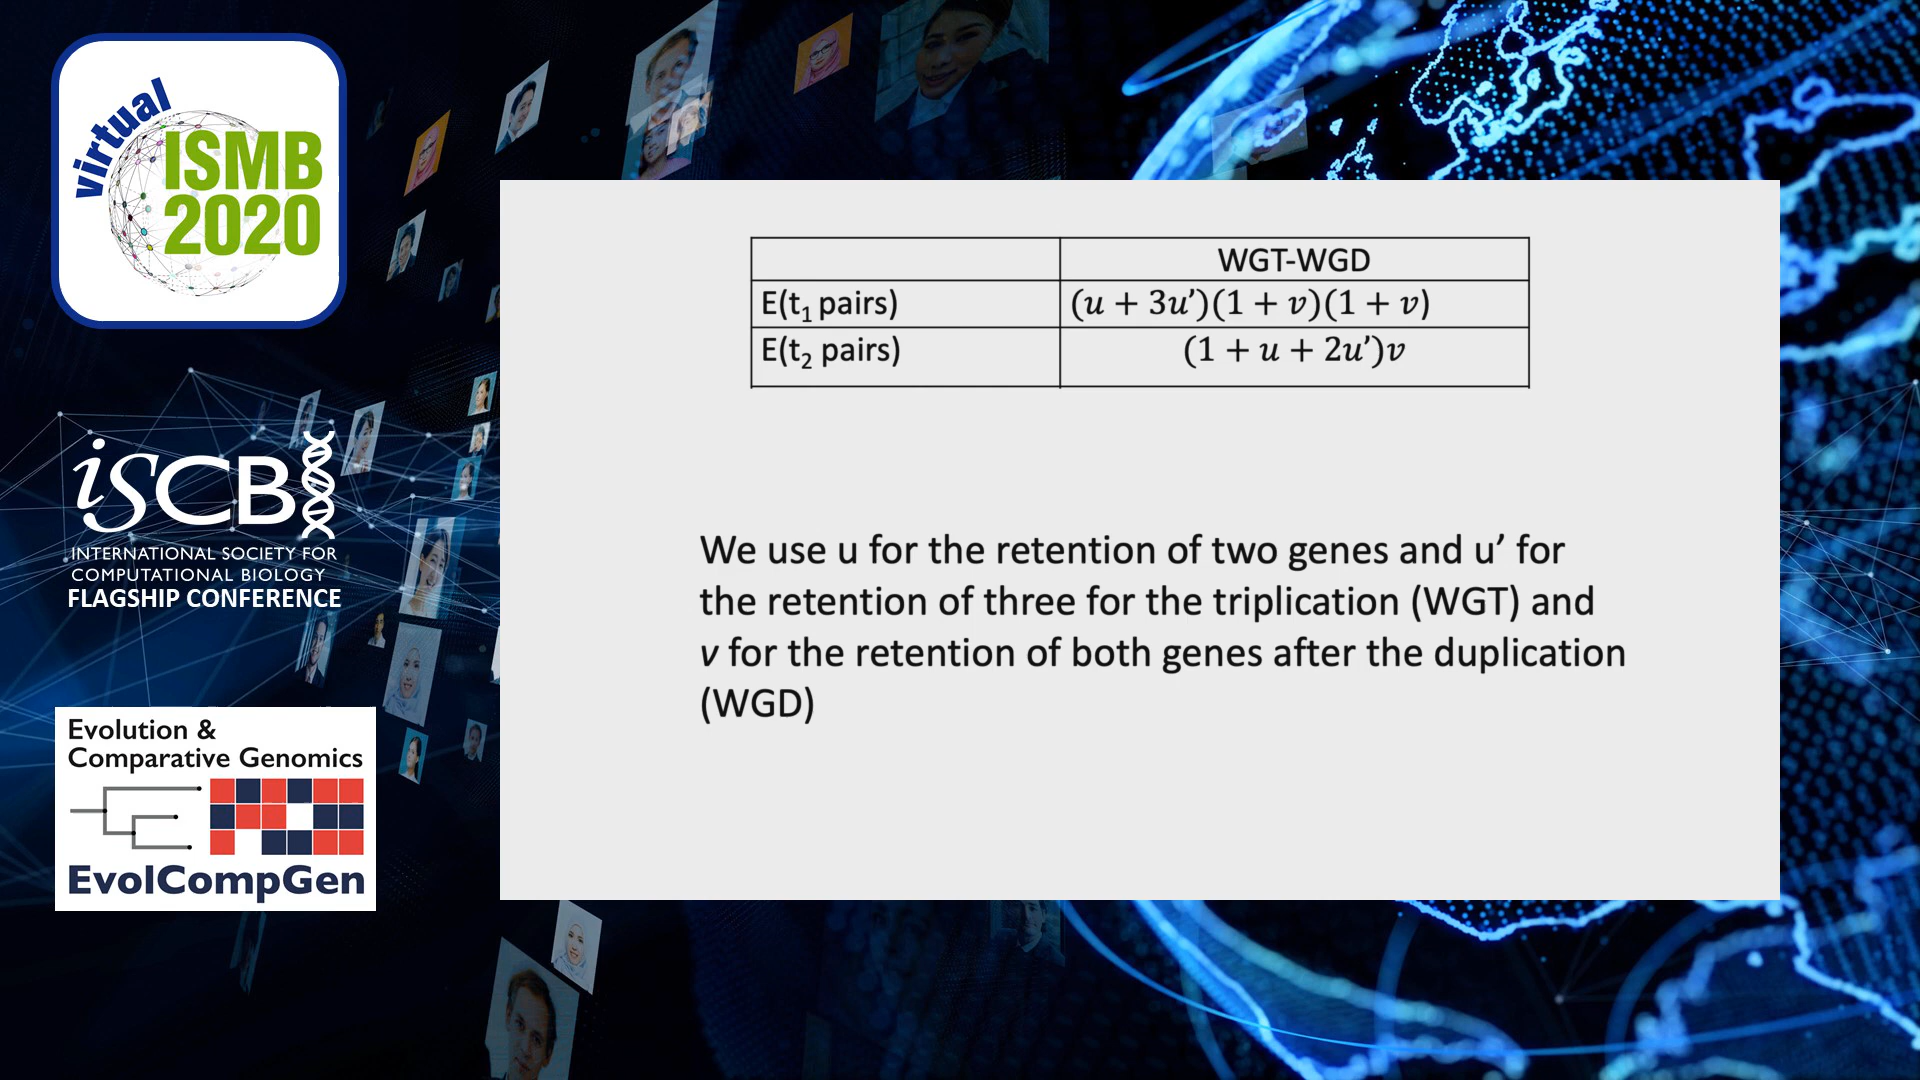 virtual
ISMB
2020
iSCB
INTERNATIONAL SOCIETY FOR
COMPUTATIONAL BIOLOGY
FLAGSHIP CONFERENCE
Evolution &
Comparative Genomics
EvolCompGen
WGT-WGD
E(t₁ pairs) (u + 3u’)(1 + v)(1 + v)
E(t₂ pairs) (1 + u + 2u’)v
We use u for the retention of two genes and u’ for
the retention of three for the triplication (WGT) and
v for the retention of both genes after the duplication
(WGD)